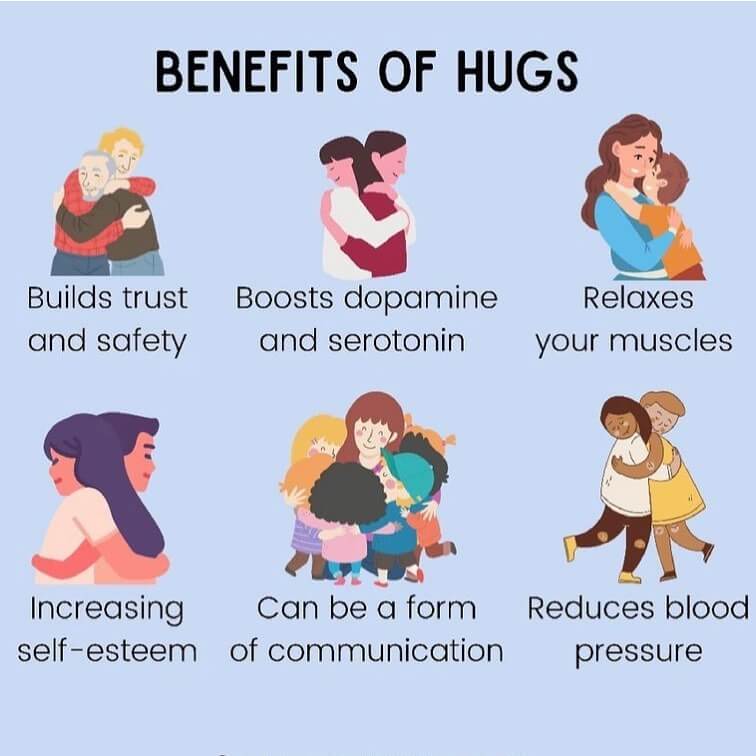 BENEFITS OF HUGS
Builds trust
and safety
Boosts dopamine
and serotonin
Relaxes
your muscles
Increasing
self-esteem
Can be a form
of communication
Reduces blood
pressure